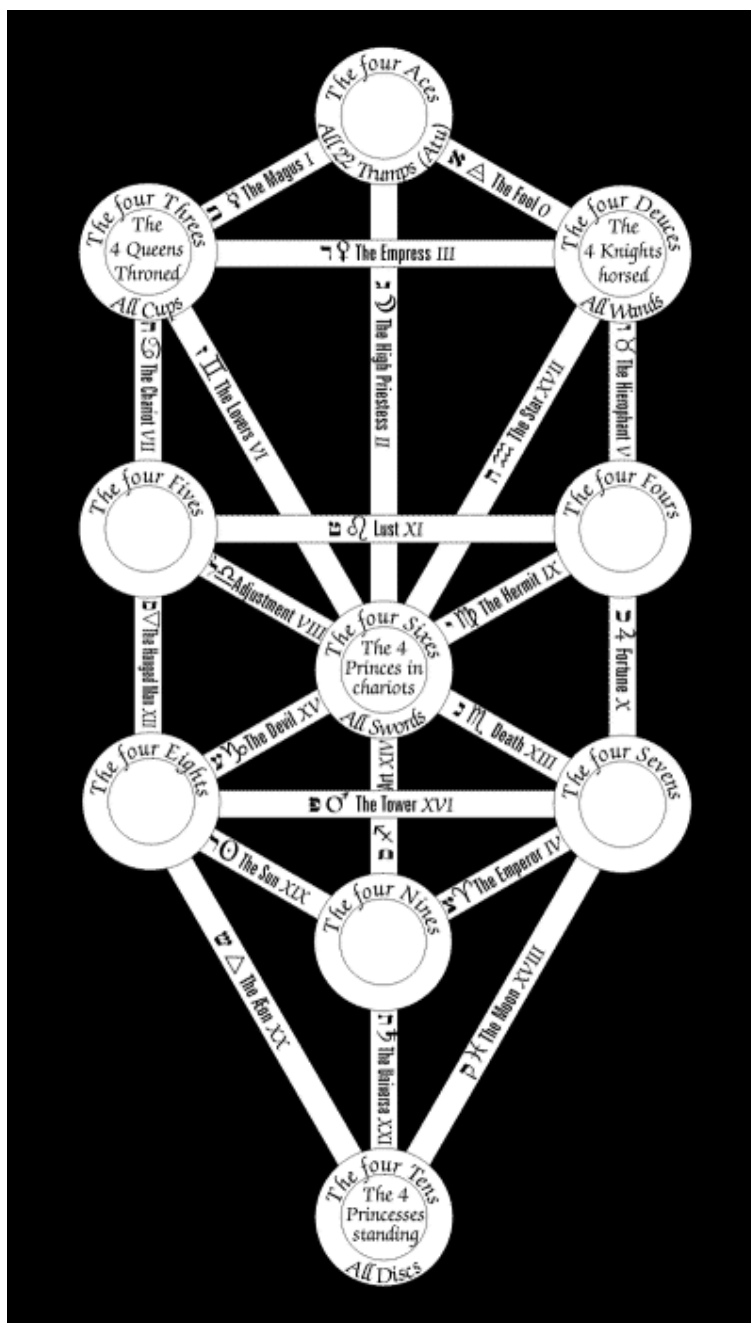 The four Aces
All 22 Trumps (Atu)
The Magus I
א The Fool 0
The four Threes
The
4 Queens
Throned
All Cups
The four Deuces
The
4 Knights
horsed
All Wands
The Empress III
The High Priestess II
The Chariot VII
The Lovers VI
The Star XVII
The Hierophant V
The four Fives
The four Fours
ט ♌ Lust XI
Adjustment VIII
♍ The Hermit IX
The four Sixes
The 4
Princes in
chariots
All Swords
The Hanged Man XII
♃ Fortune X
The Devil XV
♏ Death XIII
Art XIV
The four Eights
The four Sevens
פ ♂ The Tower XVI
The Sun XIX
♈ The Emperor IV
The four Nines
ש The Æon XX
The Universe XXI
ק ♓ The Moon XVIII
The four Tens
The 4
Princesses
standing
All Discs